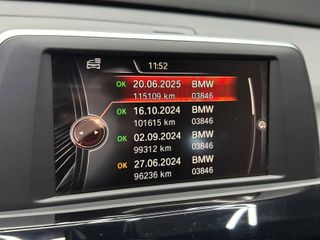 11:52
OK 20.06.2025 BMW
115109 km 03846
OK 16.10.2024 BMW
101615 km 03846
OK 02.09.2024 BMW
99312 km 03846
OK 27.06.2024 BMW
96236 km 03846